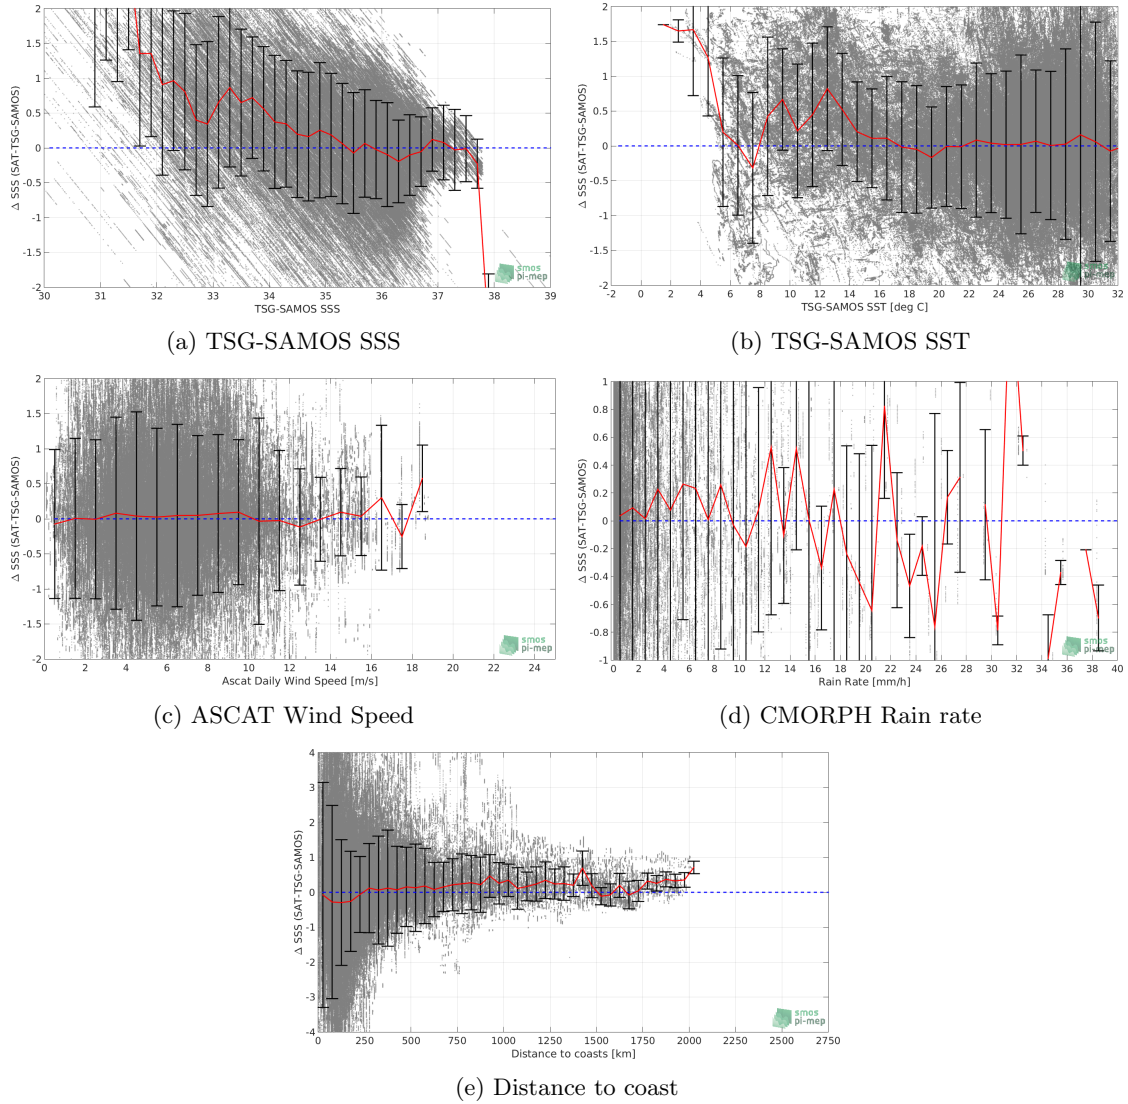 2
1.5
1
0.5
0
-0.5
-1
-1.5
-2
Δ SSS (SAT-TSG-SAMOS)
30 31 32 33 34 35 36 37 38 39
TSG-SAMOS SSS
smos
pi-mep
(a) TSG-SAMOS SSS
2
1.5
1
0.5
0
-0.5
-1
-1.5
-2
Δ SSS (SAT-TSG-SAMOS)
-2 0 2 4 6 8 10 12 14 16 18 20 22 24 26 28 30 32
TSG-SAMOS SST [deg C]
smos
pi-mep
(b) TSG-SAMOS SST
2
1.5
1
0.5
0
-0.5
-1
-1.5
-2
Δ SSS (SAT-TSG-SAMOS)
0 2 4 6 8 10 12 14 16 18 20 22 24
Ascat Daily Wind Speed [m/s]
smos
pi-mep
(c) ASCAT Wind Speed
1
0.8
0.6
0.4
0.2
0
-0.2
-0.4
-0.6
-0.8
-1
Δ SSS (SAT-TSG-SAMOS)
0 2 4 6 8 10 12 14 16 18 20 22 24 26 28 30 32 34 36 38 40
Rain Rate [mm/h]
smos
pi-mep
(d) CMORPH Rain rate
4
3
2
1
0
-1
-2
-3
-4
Δ SSS (SAT-TSG-SAMOS)
0 250 500 750 1000 1250 1500 1750 2000 2250 2500 2750
Distance to coasts [km]
smos
pi-mep
(e) Distance to coast